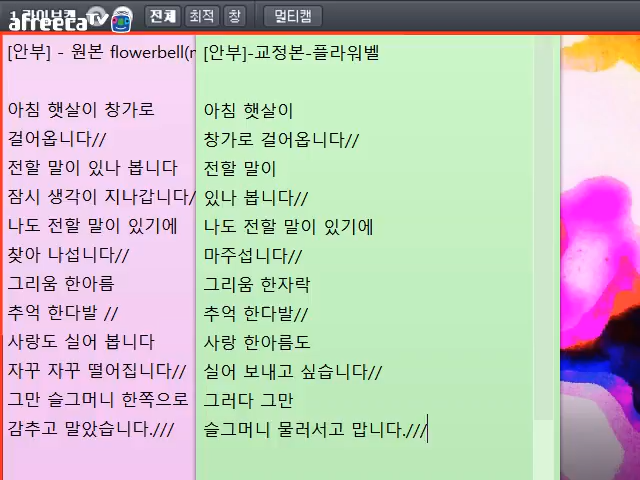 afreecaTV
전체 최적 창 멀티캠
[안부] - 원본 flowerbell(
아침 햇살이 창가로
걸어옵니다//
전할 말이 있나 봅니다
잠시 생각이 지나갑니다/
나도 전할 말이 있기에
찾아 나섭니다//
그리움 한아름
추억 한다발 //
사랑도 실어 봅니다
자꾸 자꾸 떨어집니다//
그만 슬그머니 한쪽으로
감추고 말았습니다.///
[안부]-교정본-플라워벨
아침 햇살이
창가로 걸어옵니다//
전할 말이
있나 봅니다//
나도 전할 말이 있기에
마주섭니다//
그리움 한자락
추억 한다발//
사랑 한아름도
실어 보내고 싶습니다//
그러다 그만
슬그머니 물러서고 맙니다.///